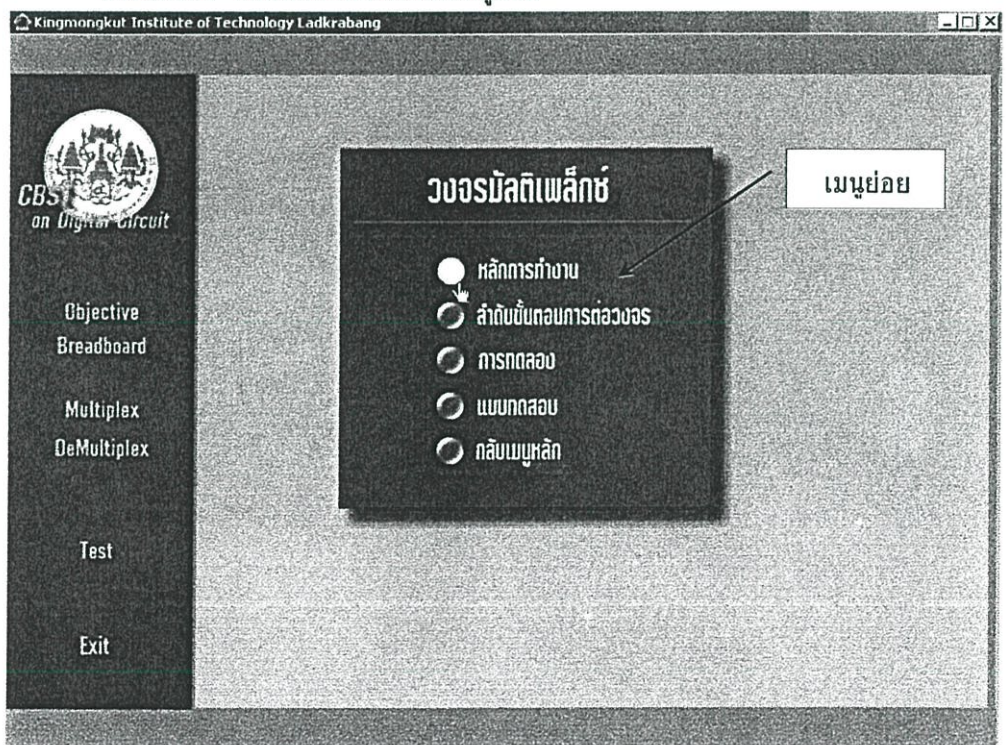 Kingmongkut Institute of Technology Ladkrabang
CBST
on Digital Circuit
Objective
Breadboard
Multiplex
DeMultiplex
Test
Exit
วงจรมัลติเพล็กซ์
หลักการทำงาน
ลำดับขั้นตอนการต่อวงจร
การทดลอง
แบบทดสอบ
กลับเมนูหลัก
เมนูย่อย